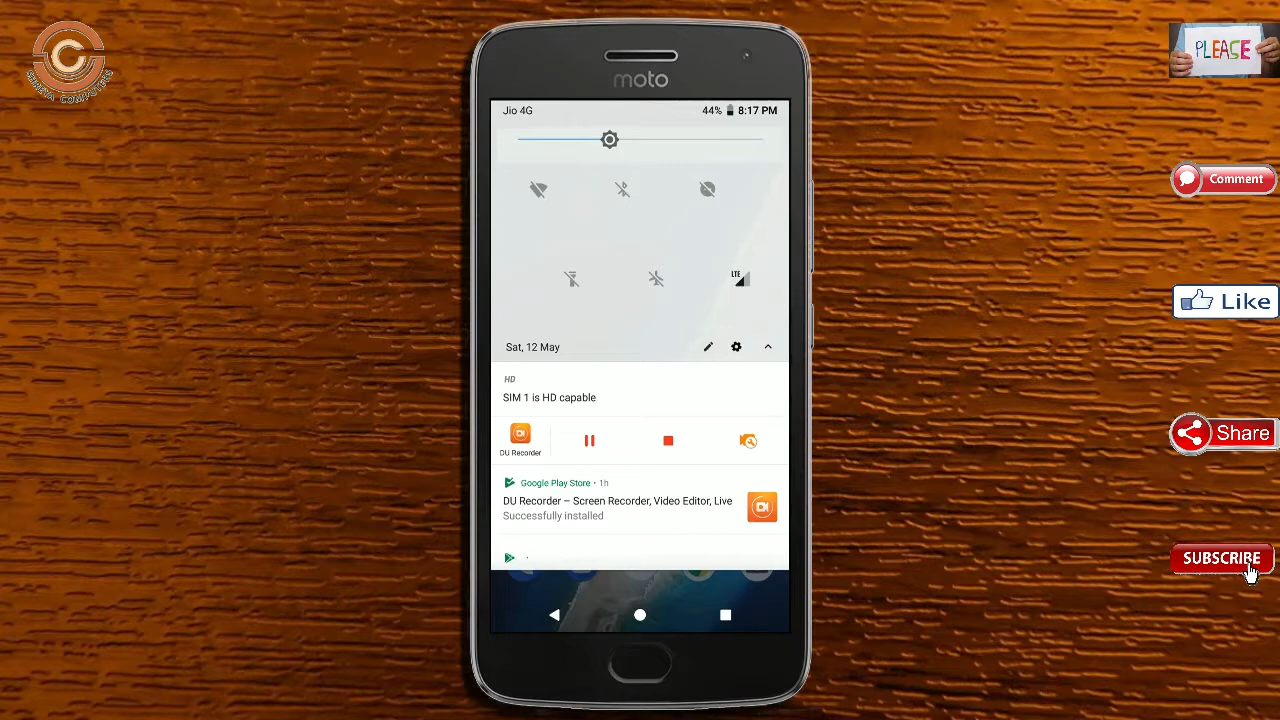 PLEASE
moto
Jio 4G
44%
8:17 PM
Comment
LTE
Like
Sat, 12 May
HD
SIM 1 is HD capable
Share
DU Recorder
Google Play Store • 1h
DU Recorder – Screen Recorder, Video Editor, Live
Successfully installed
SUBSCRIBE